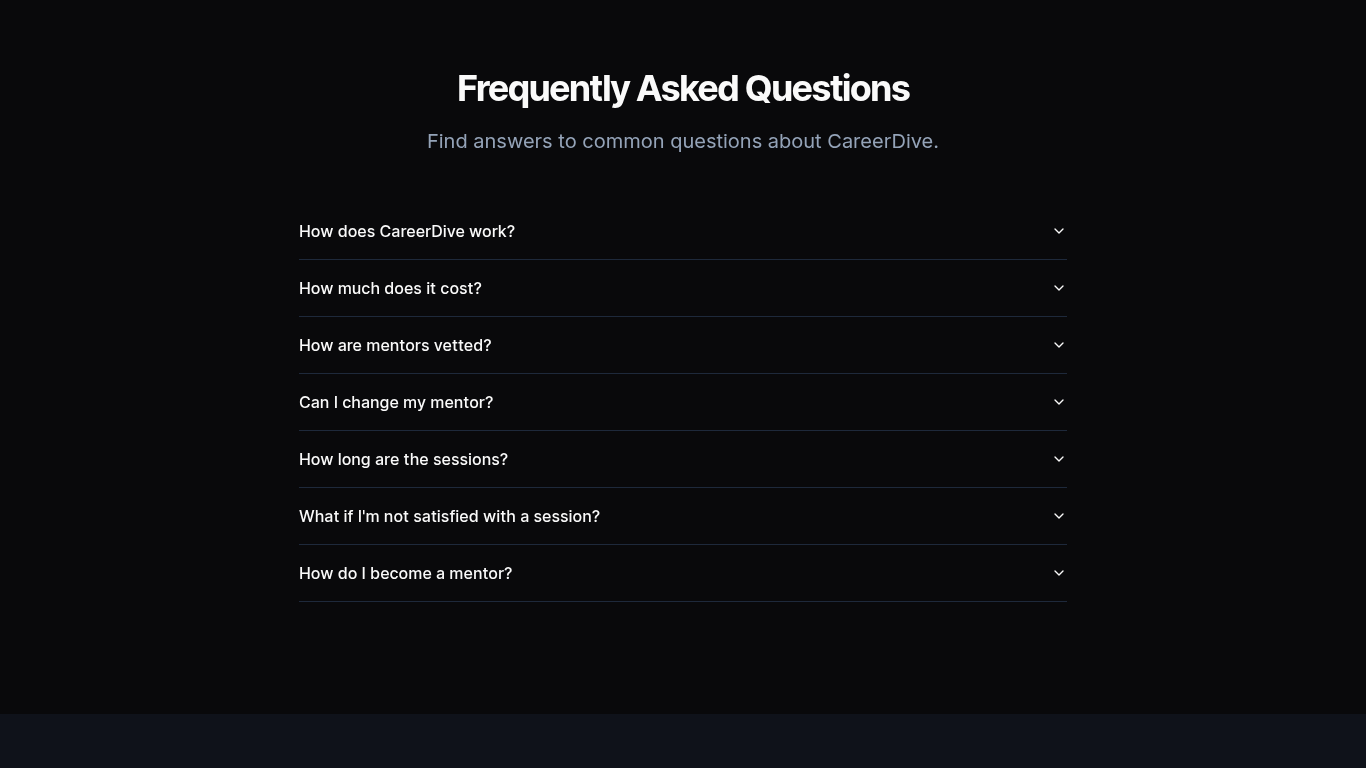 Frequently Asked Questions
Find answers to common questions about CareerDive.
How does CareerDive work?
How much does it cost?
How are mentors vetted?
Can I change my mentor?
How long are the sessions?
What if I'm not satisfied with a session?
How do I become a mentor?